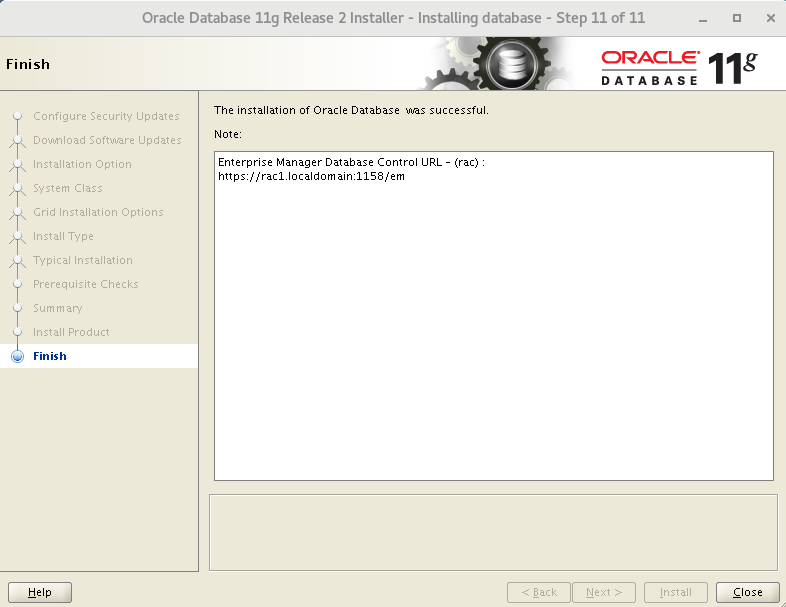 Oracle Database 11g Release 2 Installer - Installing database - Step 11 of 11
Finish
ORACLE
DATABASE
11g
Configure Security Updates
Download Software Updates
Installation Option
System Class
Grid Installation Options
Install Type
Typical Installation
Prerequisite Checks
Summary
Install Product
Finish
The installation of Oracle Database  was successful.
Note:
Enterprise Manager Database Control URL - (rac) :
https://rac1.localdomain:1158/em
Help
< Back
Next >
Install
Close